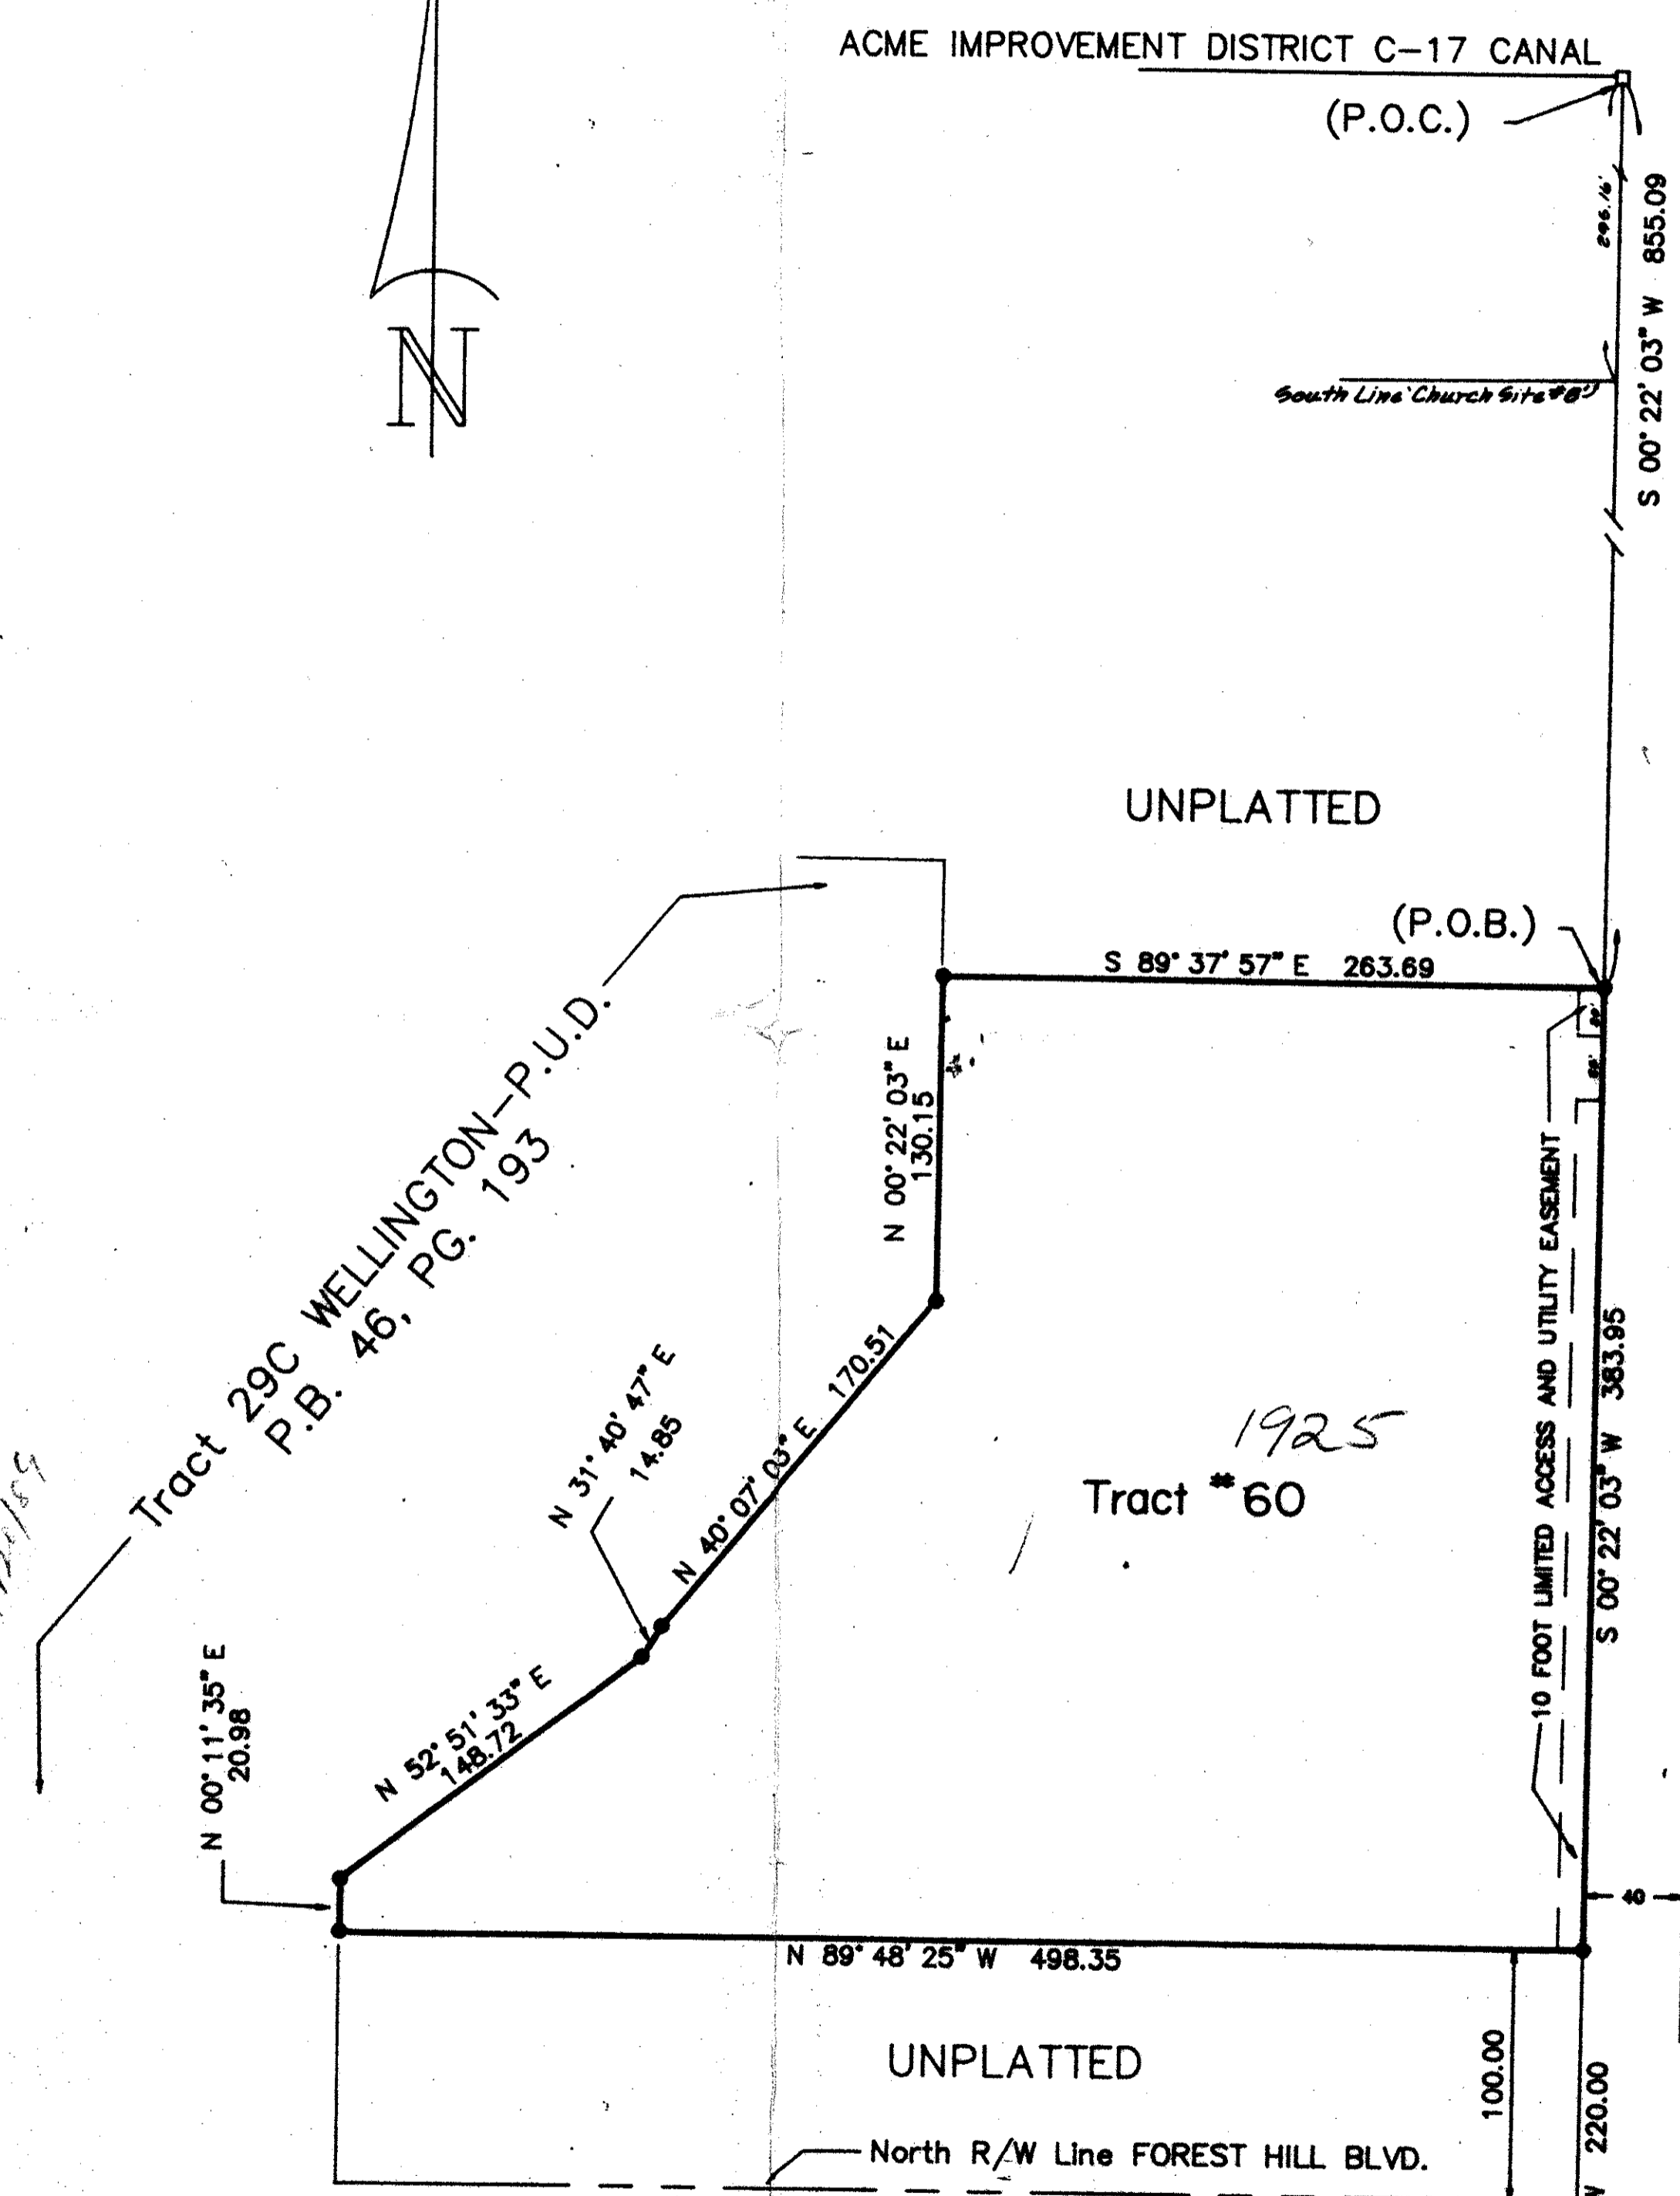 ACME IMPROVEMENT DISTRICT C-17 CANAL
(P.O.C.)
296.16'
S 00° 22' 03" W 855.09
N
South Line 'Church Site #8'
UNPLATTED
(P.O.B.)
S 89° 37' 57" E 263.69
N 00° 22' 03" E
130.15
Tract 29C WELLINGTON-P.U.D.
P.B. 46, PG. 193
10 FOOT LIMITED ACCESS AND UTILITY EASEMENT
S 00° 22' 03" W 383.95
N 31° 40' 47" E
14.85
N 40° 07' 03" E 170.51
1925
Tract #60
N 52° 51' 33" E
148.72
N 00° 11' 35" E
20.98
40
N 89° 48' 25" W 498.35
UNPLATTED
100.00
W 220.00
North R/W Line FOREST HILL BLVD.